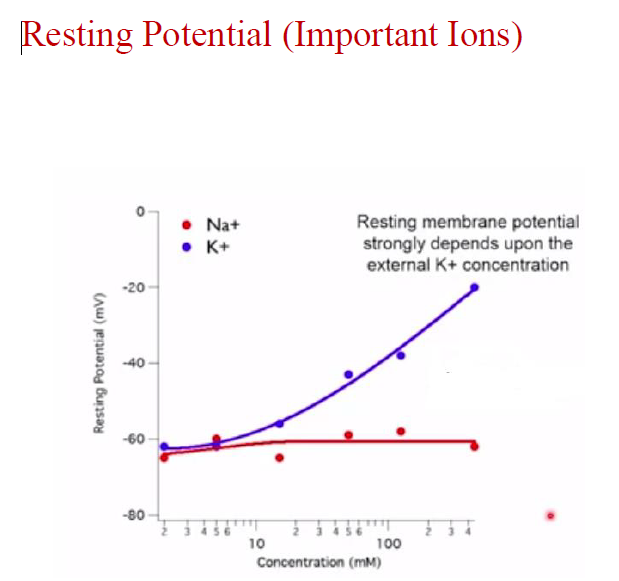 Resting Potential (Important Ions)
0
Na+
K+
Resting membrane potential
strongly depends upon the
external K+ concentration
-20
-40
-60
-80
Resting Potential (mV)
2 3 4 5 6 2 3 4 5 6 2 3 4
10 100
Concentration (mM)